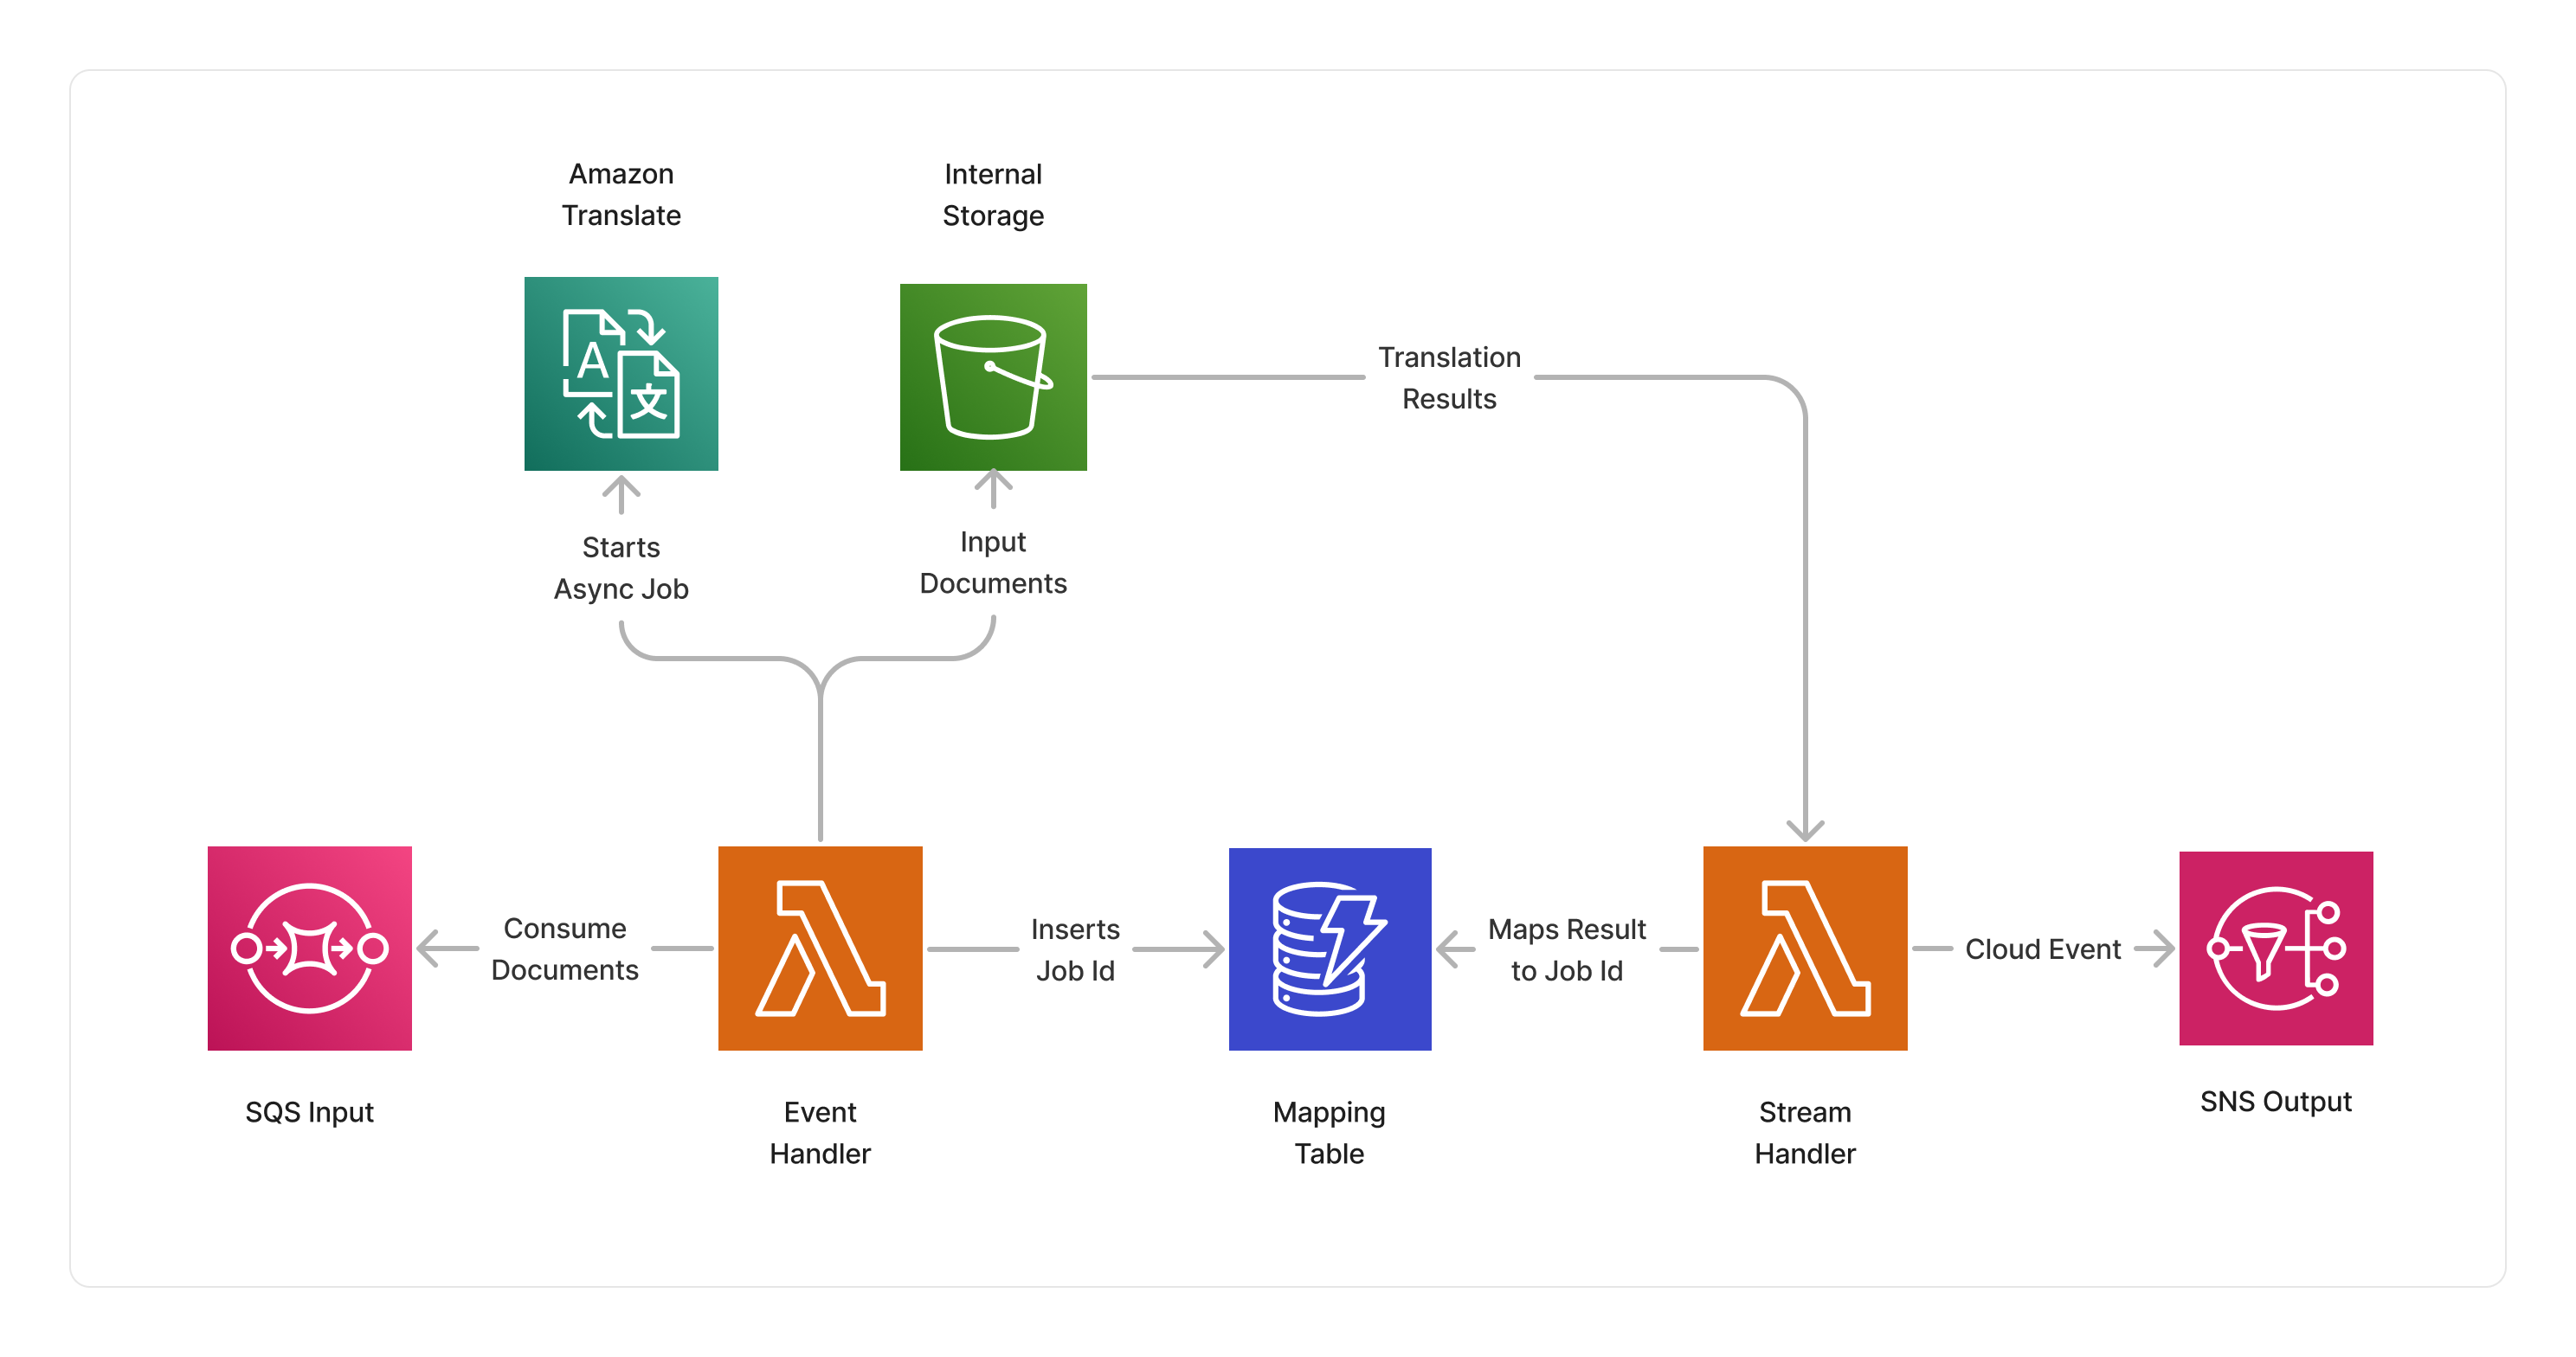 Amazon
Translate
Internal
Storage
A
文
Translation
Results
Starts
Async Job
Input
Documents
Consume
Documents
Inserts
Job Id
Maps Result
to Job Id
Cloud Event
SQS Input
Event
Handler
Mapping
Table
Stream
Handler
SNS Output